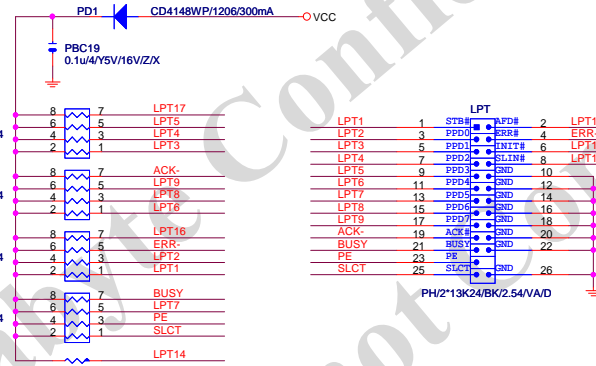 PD1 CD4148WP/1206/300mA VCC
PBC19
0.1u/4/Y5V/16V/Z/X
8 7 LPT17
6 5 LPT5
4 3 LPT4
2 1 LPT3
8 7 ACK-
6 5 LPT9
4 3 LPT8
2 1 LPT6
8 7 LPT16
6 5 ERR-
4 3 LPT2
2 1 LPT1
8 7 BUSY
6 5 LPT7
4 3 PE
2 1 SLCT
LPT14
LPT
LPT1 1 STB# AFD# 2 LPT1
LPT2 3 PPD0 ERR# 4 ERR-
LPT3 5 PPD1 INIT# 6 LPT1
LPT4 7 PPD2 SLIN# 8 LPT1
LPT5 9 PPD3 GND 10
LPT6 11 PPD4 GND 12
LPT7 13 PPD5 GND 14
LPT8 15 PPD6 GND 16
LPT9 17 PPD7 GND 18
ACK- 19 ACK# GND 20
BUSY 21 BUSY GND 22
PE 23 PE
SLCT 25 SLCT GND 26
PH/2*13K24/BK/2.54/VA/D